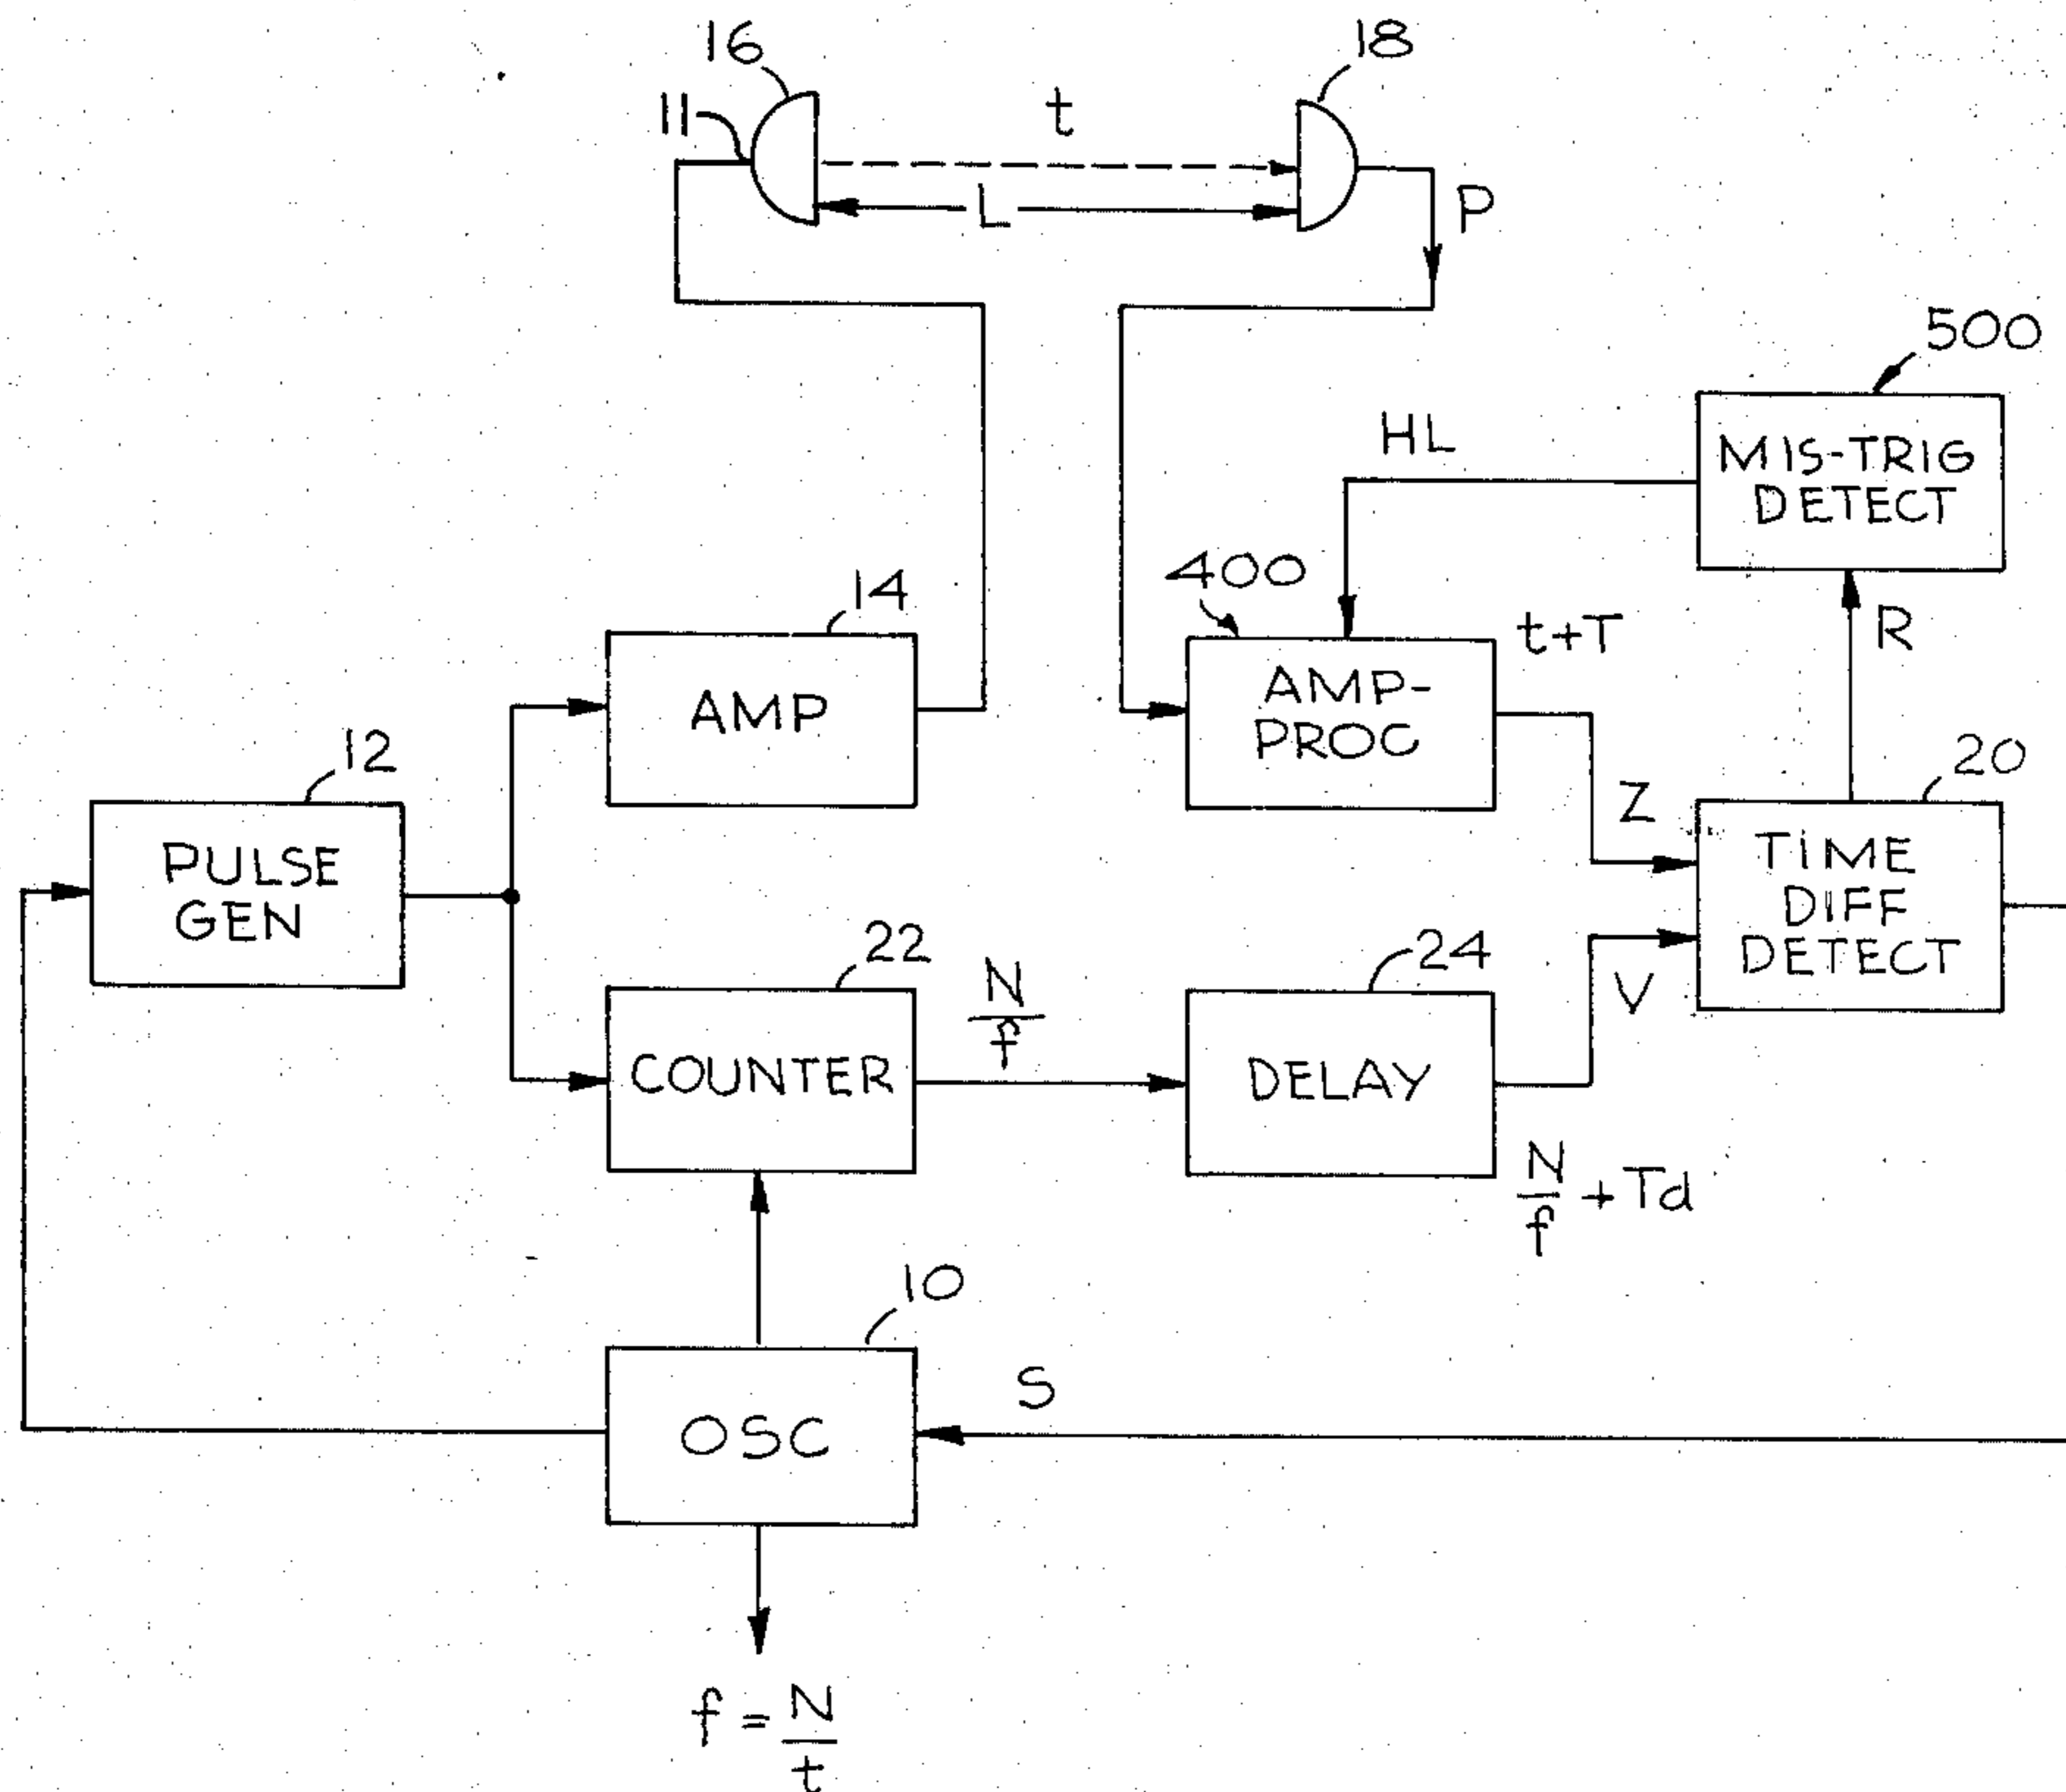 16
18
11
t
L
P
500
HL
MIS-TRIG
DETECT
400
14
t+T
R
AMP
AMP-
PROC
12
Z
20
PULSE
GEN
TIME
DIFF
DETECT
22
N
f
24
V
COUNTER
DELAY
N
f + Td
10
S
OSC
f = N
t